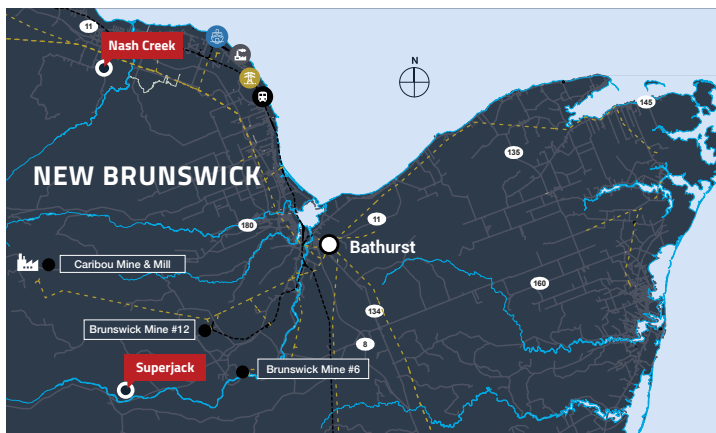 11
Nash Creek
N
145
135
NEW BRUNSWICK
180
11
Bathurst
Caribou Mine & Mill
160
134
Brunswick Mine #12
8
Superjack
Brunswick Mine #6